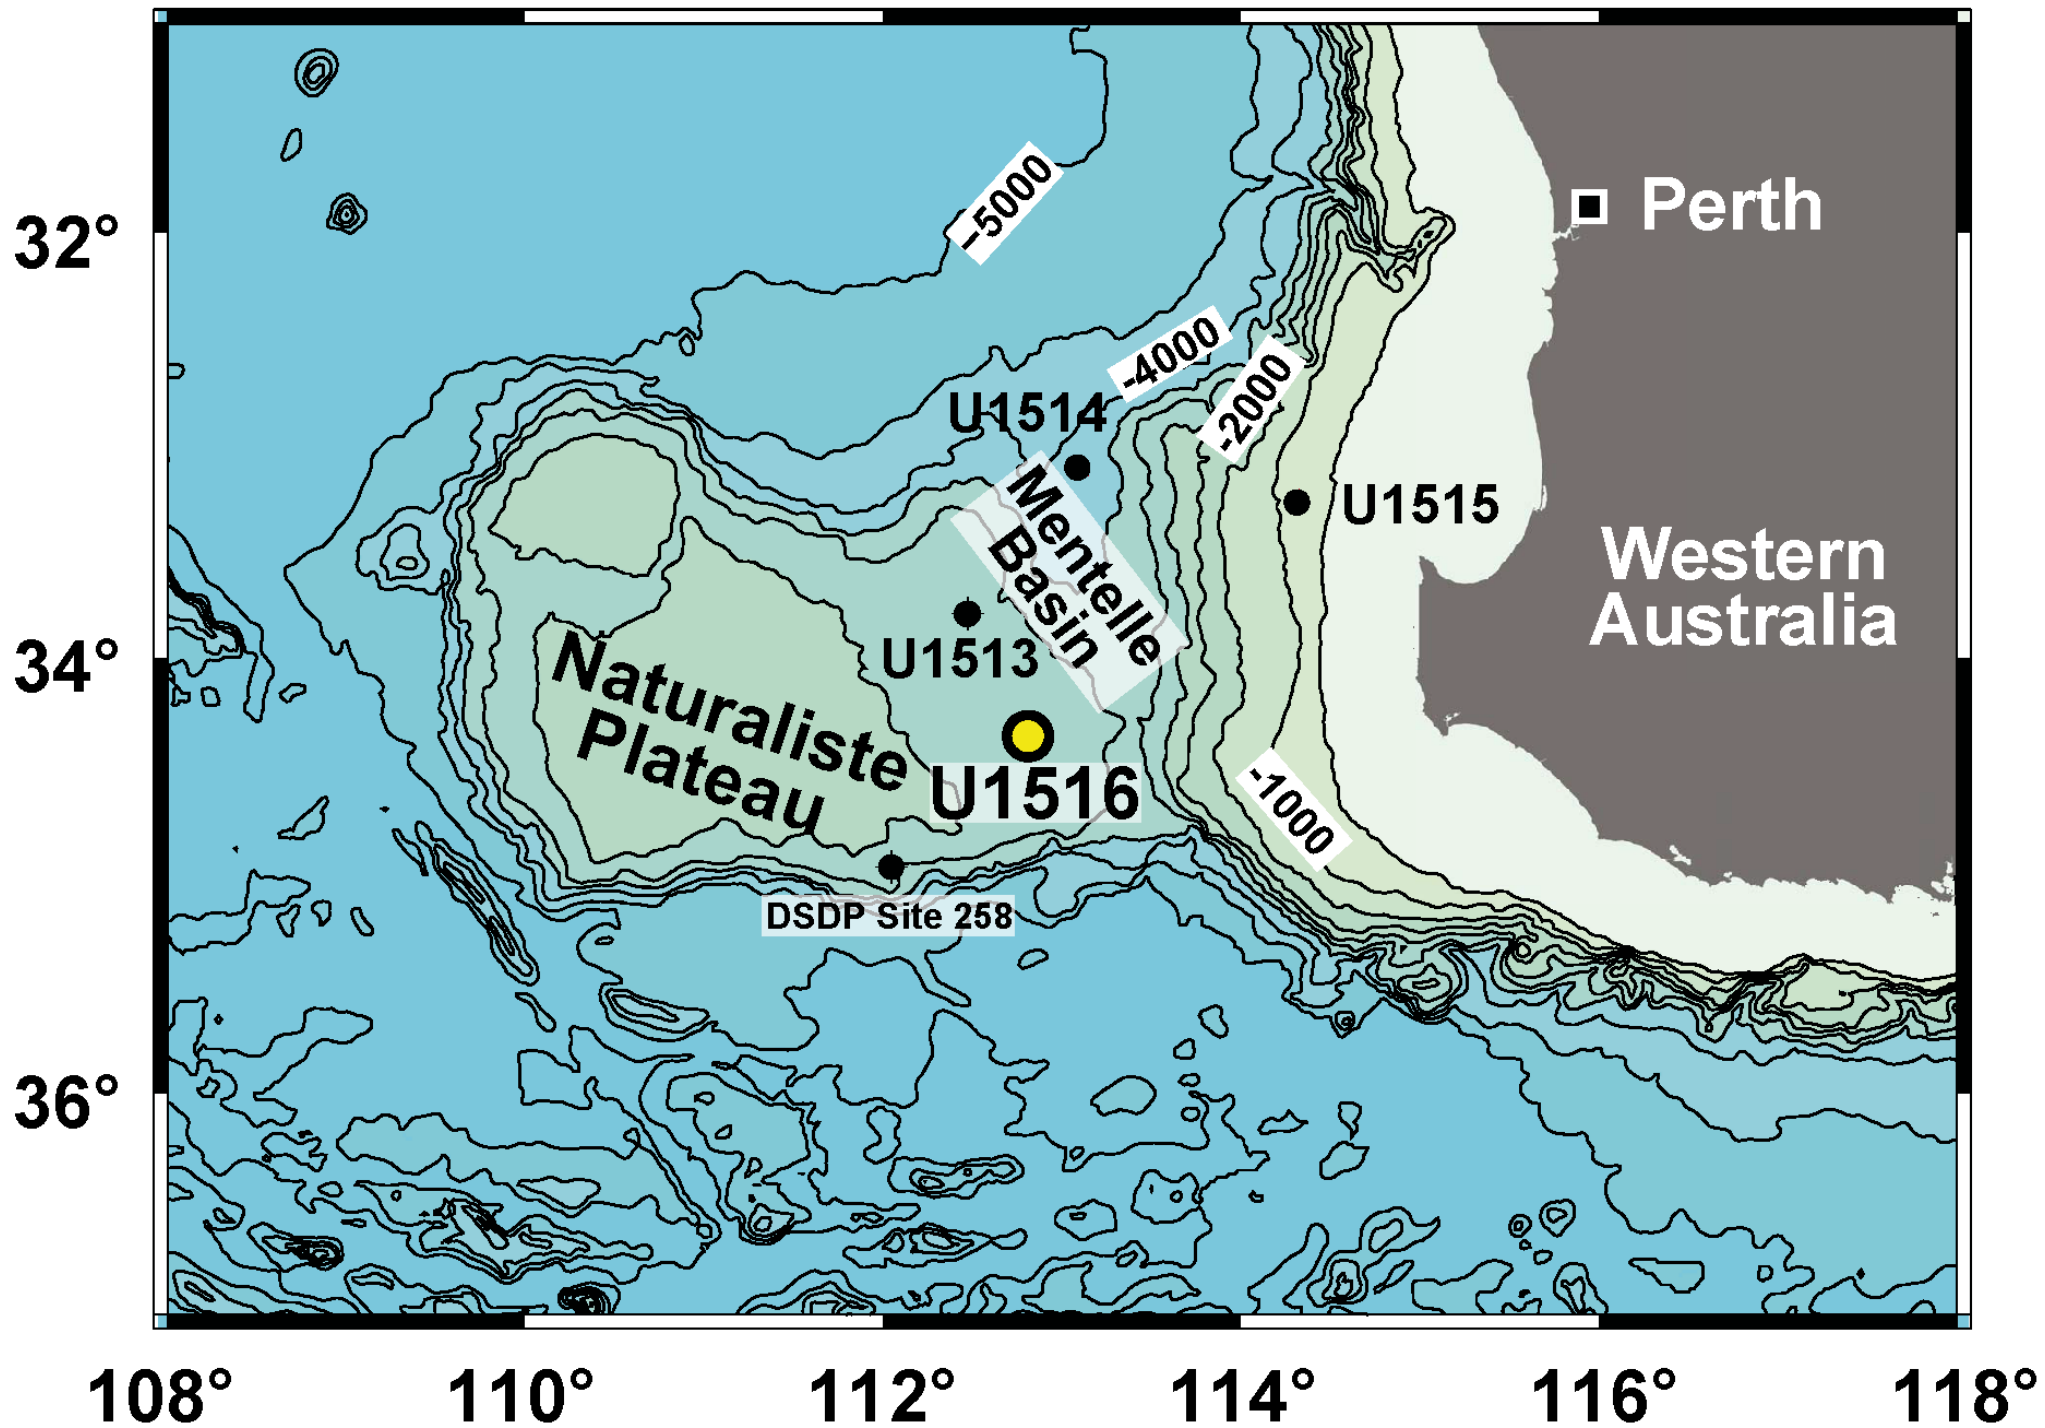 -5000
Perth
32°
-4000
-2000
U1514
Mentelle
Basin
U1515
Western
Australia
34°
U1513
Naturaliste
Plateau
U1516
-1000
DSDP Site 258
36°
108°
110°
112°
114°
116°
118°